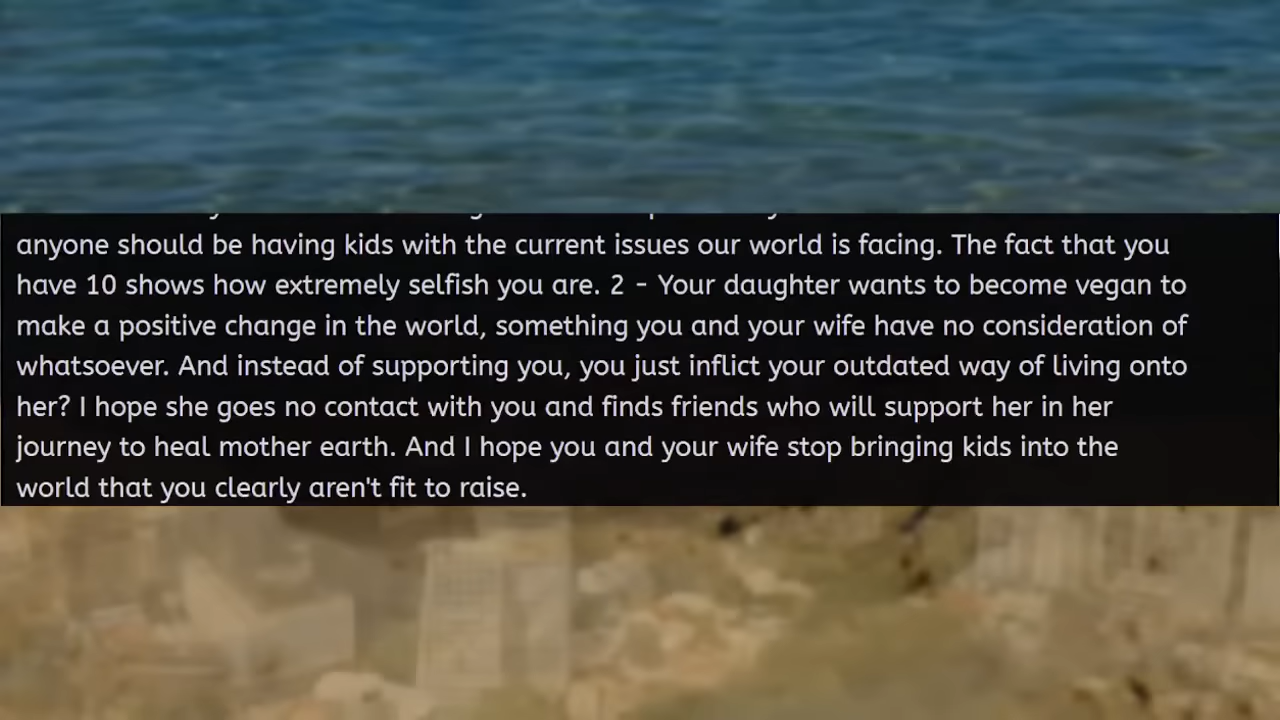 anyone should be having kids with the current issues our world is facing. The fact that you
have 10 shows how extremely selfish you are. 2 - Your daughter wants to become vegan to
make a positive change in the world, something you and your wife have no consideration of
whatsoever. And instead of supporting you, you just inflict your outdated way of living onto
her? I hope she goes no contact with you and finds friends who will support her in her
journey to heal mother earth. And I hope you and your wife stop bringing kids into the
world that you clearly aren't fit to raise.